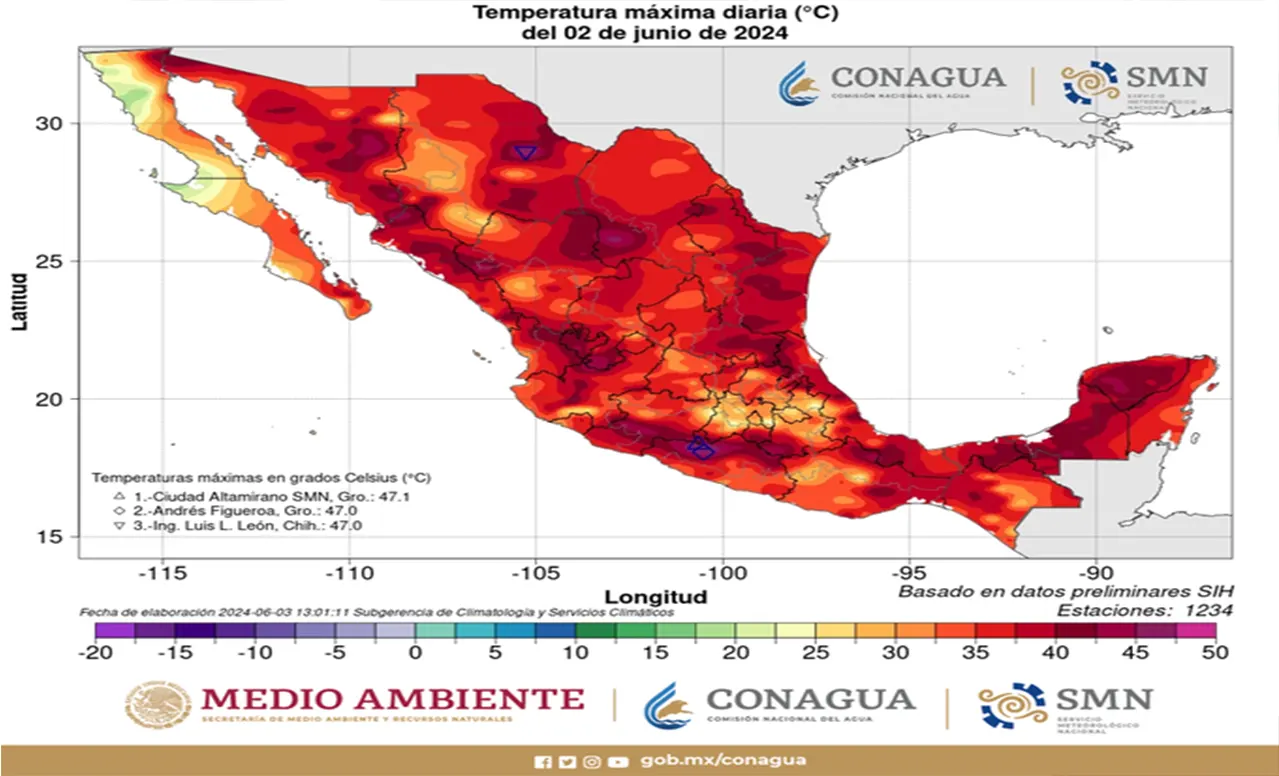 Temperatura máxima diaria (°C)
del 02 de junio de 2024
CONAGUA
COMISIÓN NACIONAL DEL AGUA
SMN
SERVICIO
METEOROLÓGICO
NACIONAL
Latitud
30
25
20
15
Temperaturas máximas en grados Celsius (°C)
1.-Ciudad Altamirano SMN, Gro.: 47.1
2.-Andrés Figueroa, Gro.: 47.0
3.-Ing. Luis L. León, Chih.: 47.0
-115 -110 -105 -100 -95 -90
Longitud
Basado en datos preliminares SIH
Estaciones: 1234
Fecha de elaboración 2024-06-03 13:01:11 Subgerencia de Climatología y Servicios Climáticos
-20 -15 -10 -5 0 5 10 15 20 25 30 35 40 45 50
MEDIO AMBIENTE
SECRETARÍA DE MEDIO AMBIENTE Y RECURSOS NATURALES
CONAGUA
COMISIÓN NACIONAL DEL AGUA
SMN
SERVICIO
METEOROLÓGICO
NACIONAL
gob.mx/conagua